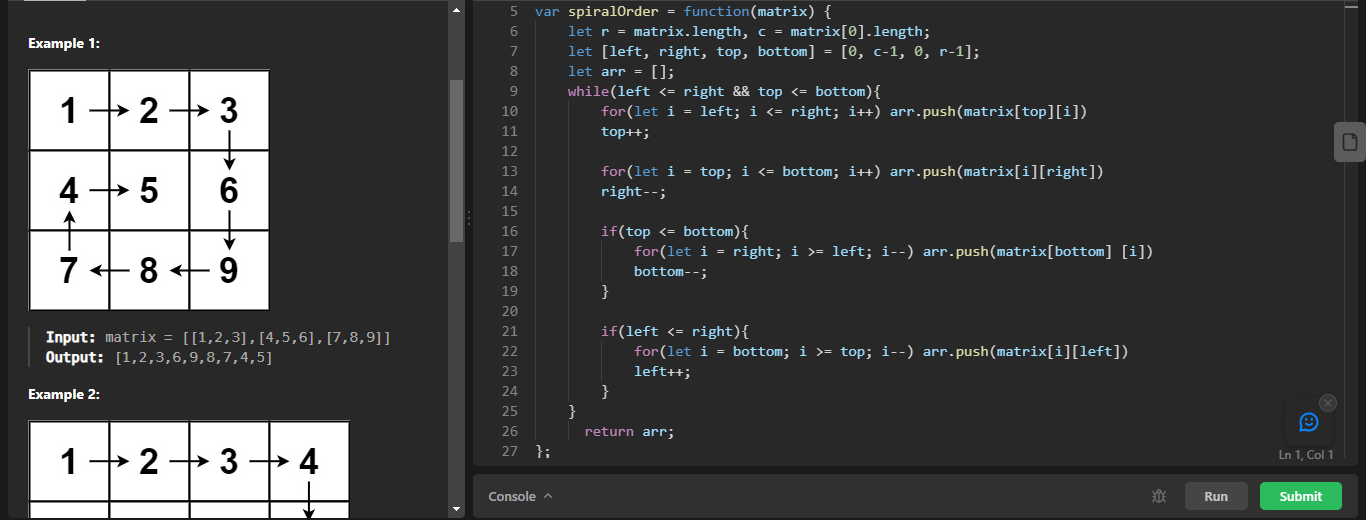 Example 1:
1 2 3
4 5 6
7 8 9
Input: matrix = [[1,2,3],[4,5,6],[7,8,9]]
Output: [1,2,3,6,9,8,7,4,5]
Example 2:
1 2 3 4
5 var spiralOrder = function(matrix) {
6     let r = matrix.length, c = matrix[0].length;
7     let [left, right, top, bottom] = [0, c-1, 0, r-1];
8     let arr = [];
9     while(left <= right && top <= bottom){
10         for(let i = left; i <= right; i++) arr.push(matrix[top][i])
11         top++;
12
13         for(let i = top; i <= bottom; i++) arr.push(matrix[i][right])
14         right--;
15
16         if(top <= bottom){
17             for(let i = right; i >= left; i--) arr.push(matrix[bottom] [i])
18             bottom--;
19         }
20
21         if(left <= right){
22             for(let i = bottom; i >= top; i--) arr.push(matrix[i][left])
23             left++;
24         }
25     }
26       return arr;
27 };
Ln 1, Col 1
Console
Run
Submit